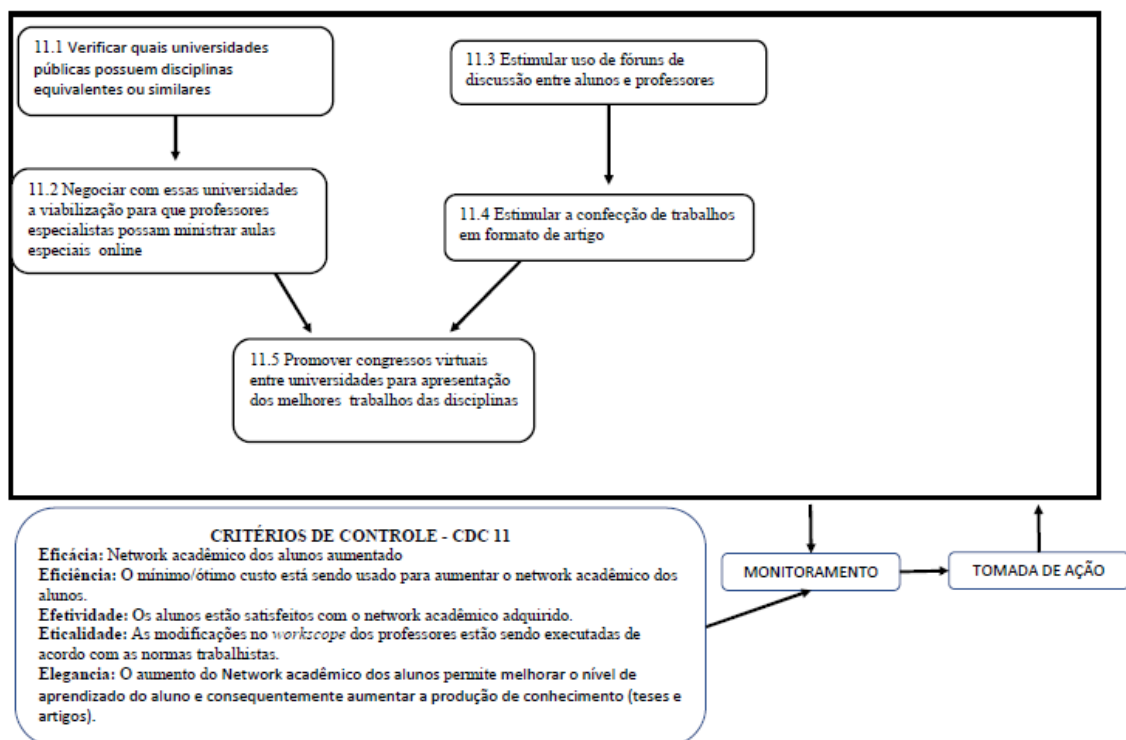 11.1 Verificar quais universidades
públicas possuem disciplinas
equivalentes ou similares
11.3 Estimular uso de fóruns de
discussão entre alunos e professores
11.2 Negociar com essas universidades
a viabilização para que professores
especialistas possam ministrar aulas
especiais online
11.4 Estimular a confecção de trabalhos
em formato de artigo
11.5 Promover congressos virtuais
entre universidades para apresentação
dos melhores trabalhos das disciplinas
CRITÉRIOS DE CONTROLE - CDC 11
Eficácia: Network acadêmico dos alunos aumentado
Eficiência: O mínimo/ótimo custo está sendo usado para aumentar o network acadêmico dos
alunos.
Efetividade: Os alunos estão satisfeitos com o network acadêmico adquirido.
Eticalidade: As modificações no workscope dos professores estão sendo executadas de
acordo com as normas trabalhistas.
Elegancia: O aumento do Network acadêmico dos alunos permite melhorar o nível de
aprendizado do aluno e consequentemente aumentar a produção de conhecimento (teses e
artigos).
MONITORAMENTO
TOMADA DE AÇÃO